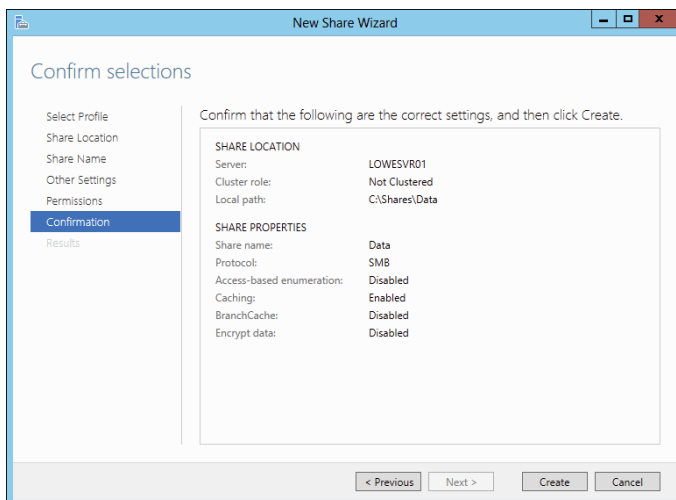 New Share Wizard
Confirm selections
Select Profile
Share Location
Share Name
Other Settings
Permissions
Confirmation
Results
Confirm that the following are the correct settings, and then click Create.
SHARE LOCATION
Server: LOWESVR01
Cluster role: Not Clustered
Local path: C:\Shares\Data
SHARE PROPERTIES
Share name: Data
Protocol: SMB
Access-based enumeration: Disabled
Caching: Enabled
BranchCache: Disabled
Encrypt data: Disabled
< Previous Next > Create Cancel